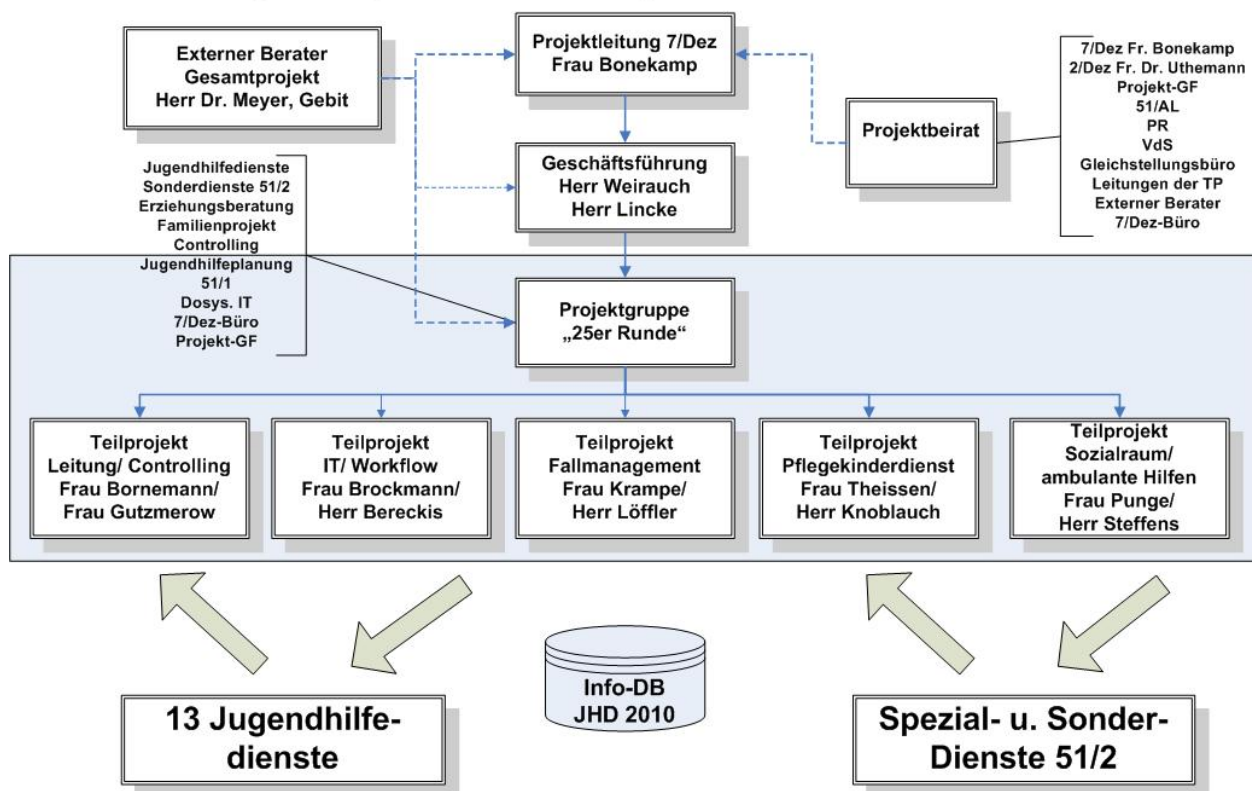 Externer Berater
Gesamtprojekt
Herr Dr. Meyer, Gebit
Projektleitung 7/Dez
Frau Bonekamp
7/Dez Fr. Bonekamp
2/Dez Fr. Dr. Uthemann
Projekt-GF
51/AL
PR
VdS
Gleichstellungsbüro
Leitungen der TP
Externer Berater
7/Dez-Büro
Projektbeirat
Geschäftsführung
Herr Weirauch
Herr Lincke
Jugendhilfedienste
Sonderdienste 51/2
Erziehungsberatung
Familienprojekt
Controlling
Jugendhilfeplanung
51/1
Dosys. IT
7/Dez-Büro
Projekt-GF
Projektgruppe
„25er Runde“
Teilprojekt
Leitung/ Controlling
Frau Bornemann/
Frau Gutzmerow
Teilprojekt
IT/ Workflow
Frau Brockmann/
Herr Bereckis
Teilprojekt
Fallmanagement
Frau Krampe/
Herr Löffler
Teilprojekt
Pflegekinderdienst
Frau Theissen/
Herr Knoblauch
Teilprojekt
Sozialraum/
ambulante Hilfen
Frau Punge/
Herr Steffens
13 Jugendhilfe-
dienste
Info-DB
JHD 2010
Spezial- u. Sonder-
Dienste 51/2